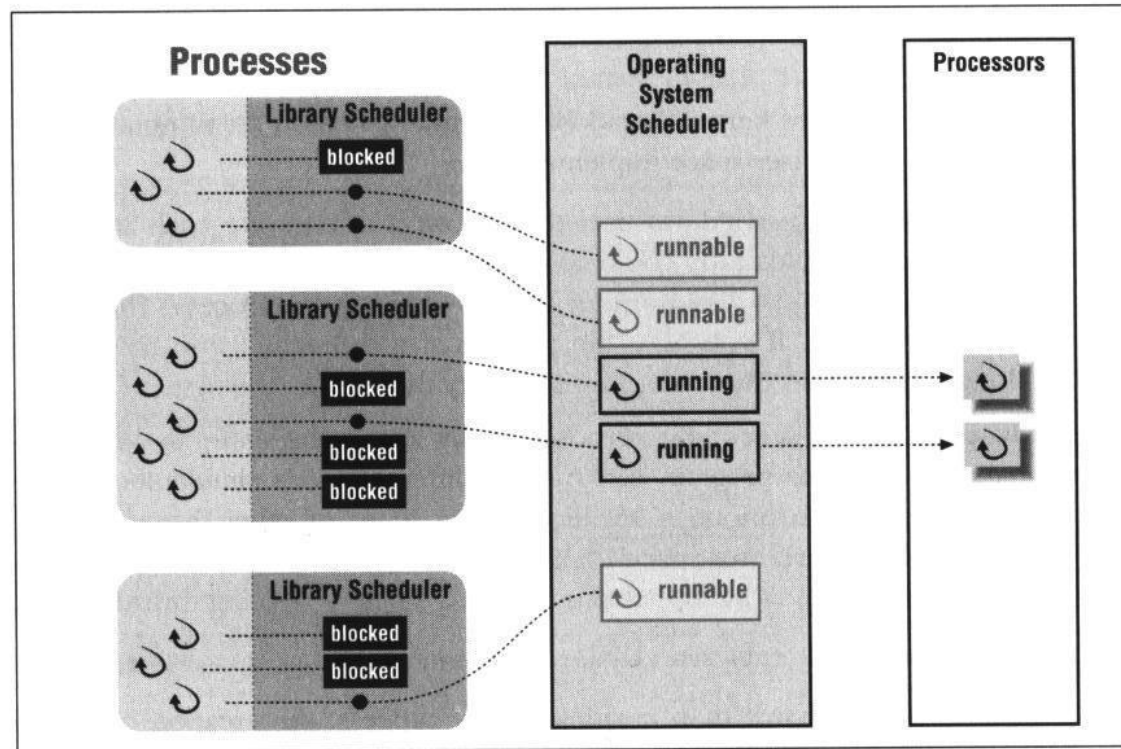 Processes
Library Scheduler
blocked
Library Scheduler
blocked
blocked
blocked
Library Scheduler
blocked
blocked
Operating
System
Scheduler
runnable
runnable
running
running
runnable
Processors